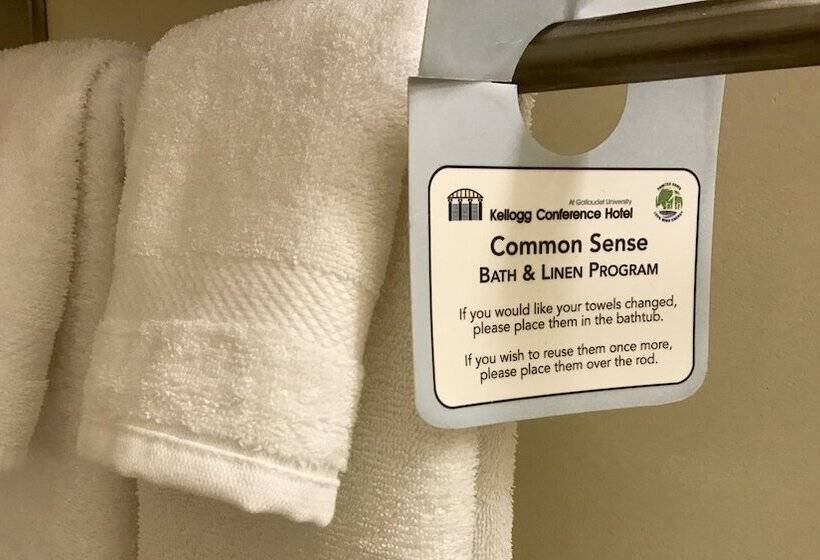 At Gallaudet University
Kellogg Conference Hotel
Common Sense
BATH & LINEN PROGRAM
If you would like your towels changed,
please place them in the bathtub.
If you wish to reuse them once more,
please place them over the rod.